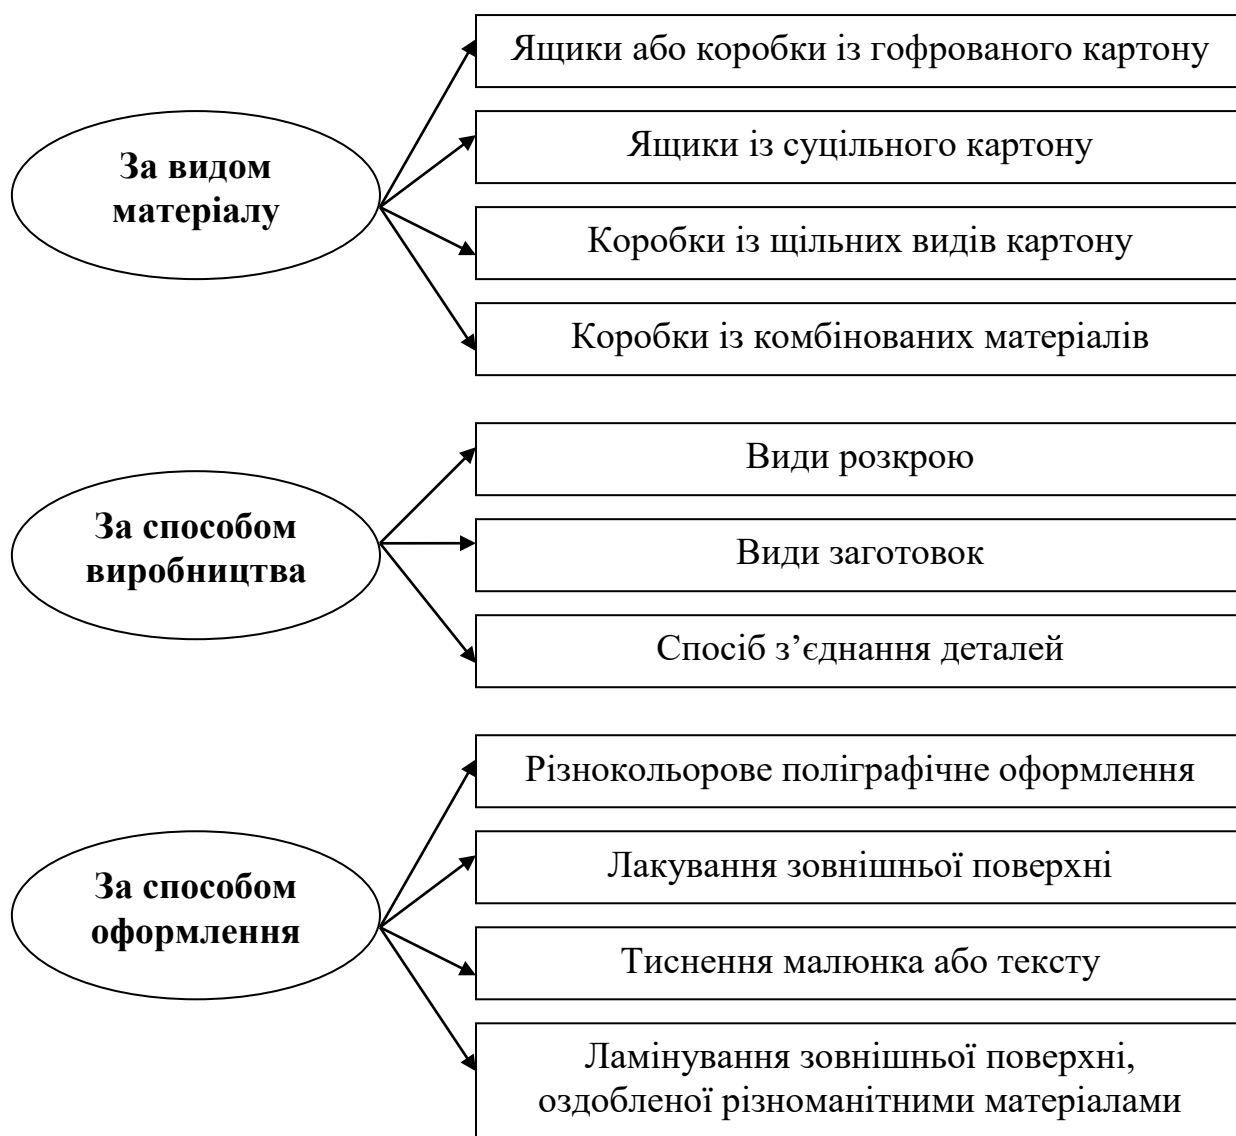 За видом
матеріалу
Ящики або коробки із гофрованого картону
Ящики із суцільного картону
Коробки із щільних видів картону
Коробки із комбінованих матеріалів
За способом
виробництва
Види розкрою
Види заготовок
Спосіб з’єднання деталей
За способом
оформлення
Різнокольорове поліграфічне оформлення
Лакування зовнішньої поверхні
Тиснення малюнка або тексту
Ламінування зовнішньої поверхні,
оздобленої різноманітними матеріалами